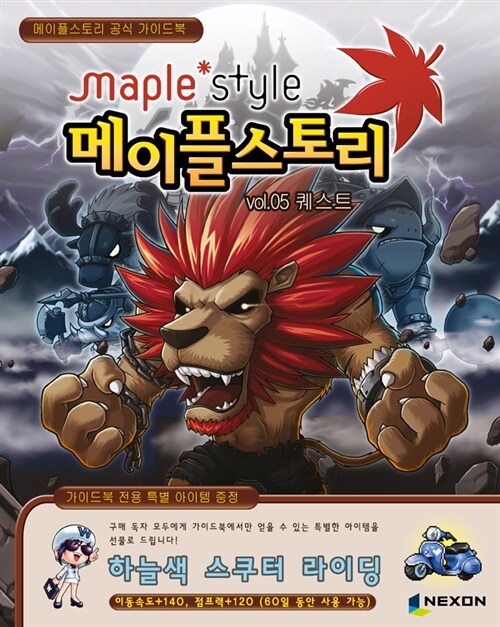 메이플스토리 공식 가이드북
maple style
메이플스토리
vol.05 퀘스트
가이드북 전용 특별 아이템 증정
구매 독자 모두에게 가이드북에서만 얻을 수 있는 특별한 아이템을
선물로 드립니다!
하늘색 스쿠터 라이딩
이동속도+140, 점프력+120 (60일 동안 사용 가능)
W
NEXON